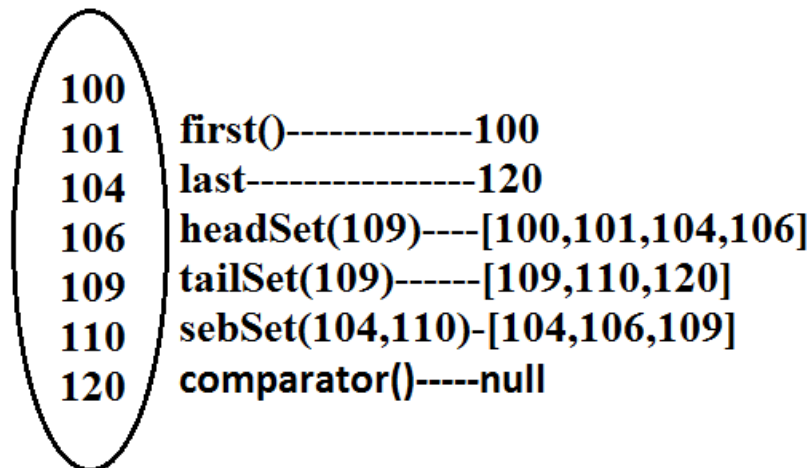 100
101
104
106
109
110
120
first()-------------100
last----------------120
headSet(109)----[100,101,104,106]
tailSet(109)------[109,110,120]
sebSet(104,110)-[104,106,109]
comparator()-----null